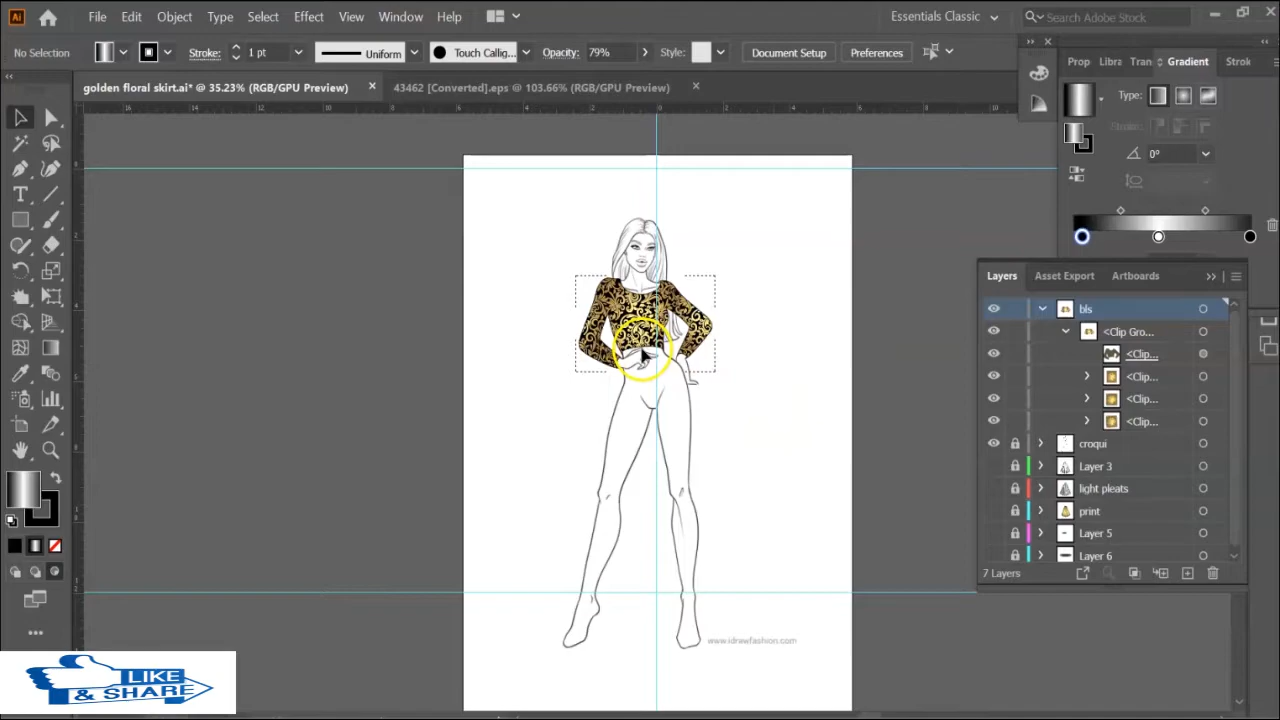 Ai File Edit Object Type Select Effect View Window Help Essentials Classic Search Adobe Stock
No Selection Stroke: 1 pt Uniform Touch Callig... Opacity: 79% Style: Document Setup Preferences
Prop Libra Tran Gradient Strok
golden floral skirt.ai* @ 35.23% (RGB/GPU Preview) × 43462 [Converted].eps @ 103.66% (RGB/GPU Preview) ×
Type:
Stroke:
0°
Layers Asset Export Artboards
bls
<Clip Gro...
<Clip...
<Clip...
<Clip...
<Clip...
croqui
Layer 3
light pleats
print
Layer 5
Layer 6
7 Layers
www.idrewfashion.com
LIKE
& SHARE